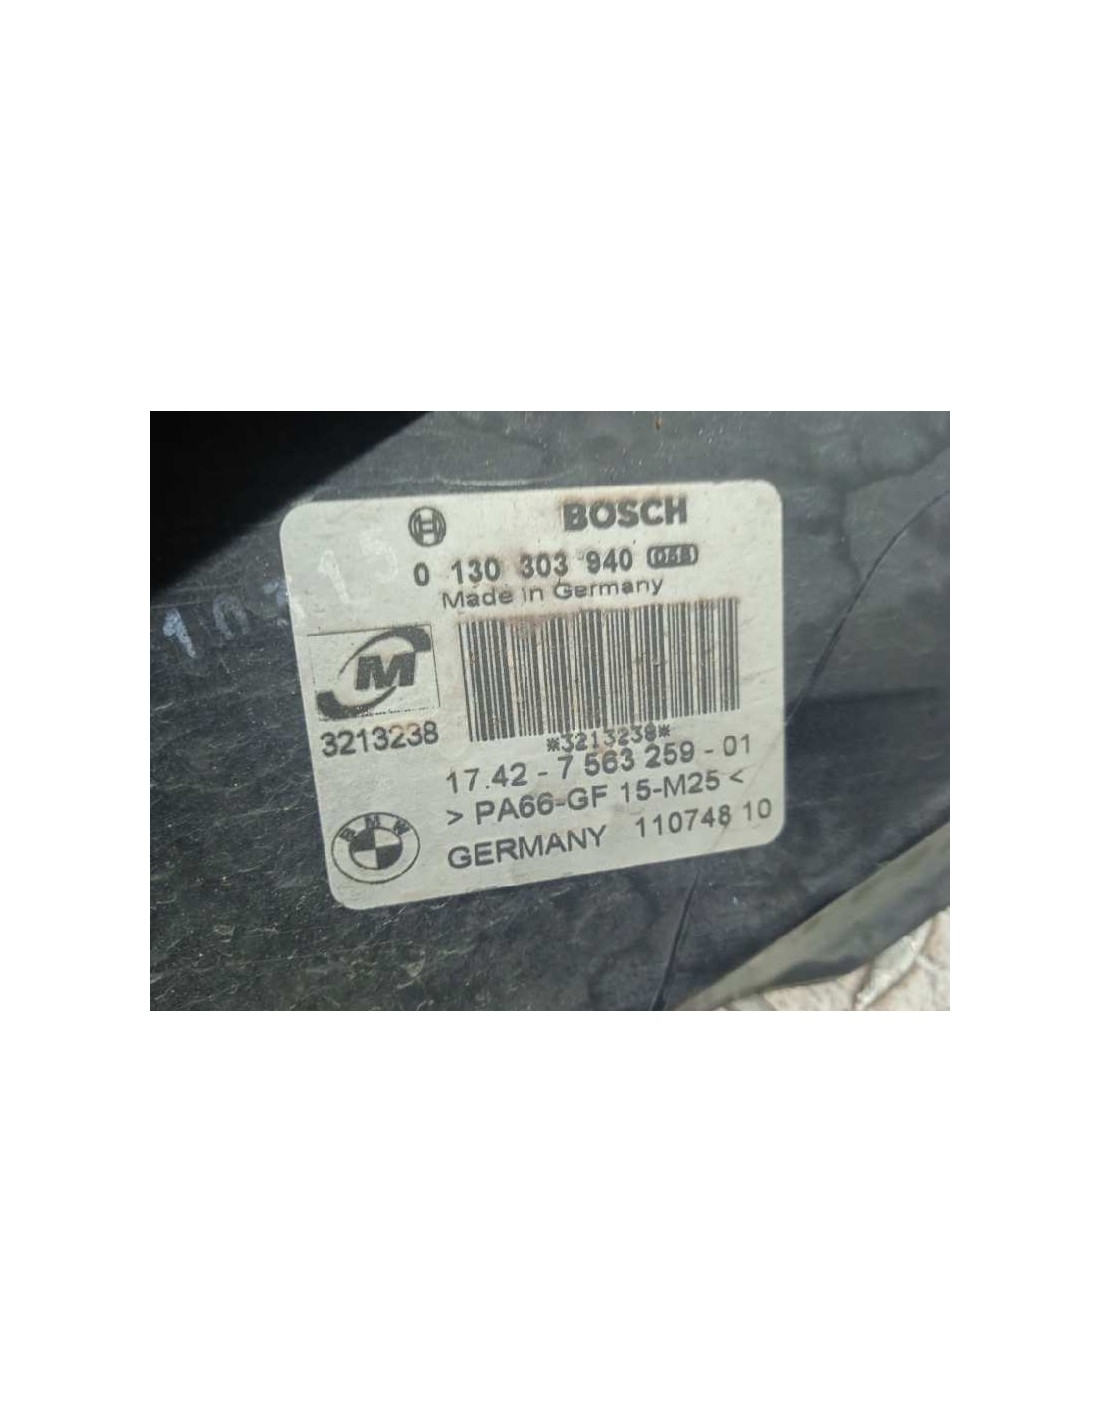 BOSCH
0 130 303 940
Made in Germany
M
3213238
*3213238*
17.42 - 7 563 259 - 01
> PA66-GF 15-M25 <
BMW
GERMANY 110748 10